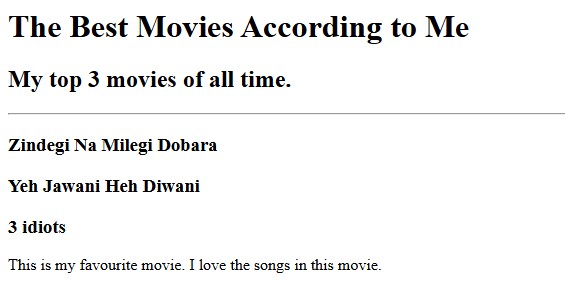 The Best Movies According to Me
My top 3 movies of all time.
Zindegi Na Milegi Dobara
Yeh Jawani Heh Diwani
3 idiots
This is my favourite movie. I love the songs in this movie.